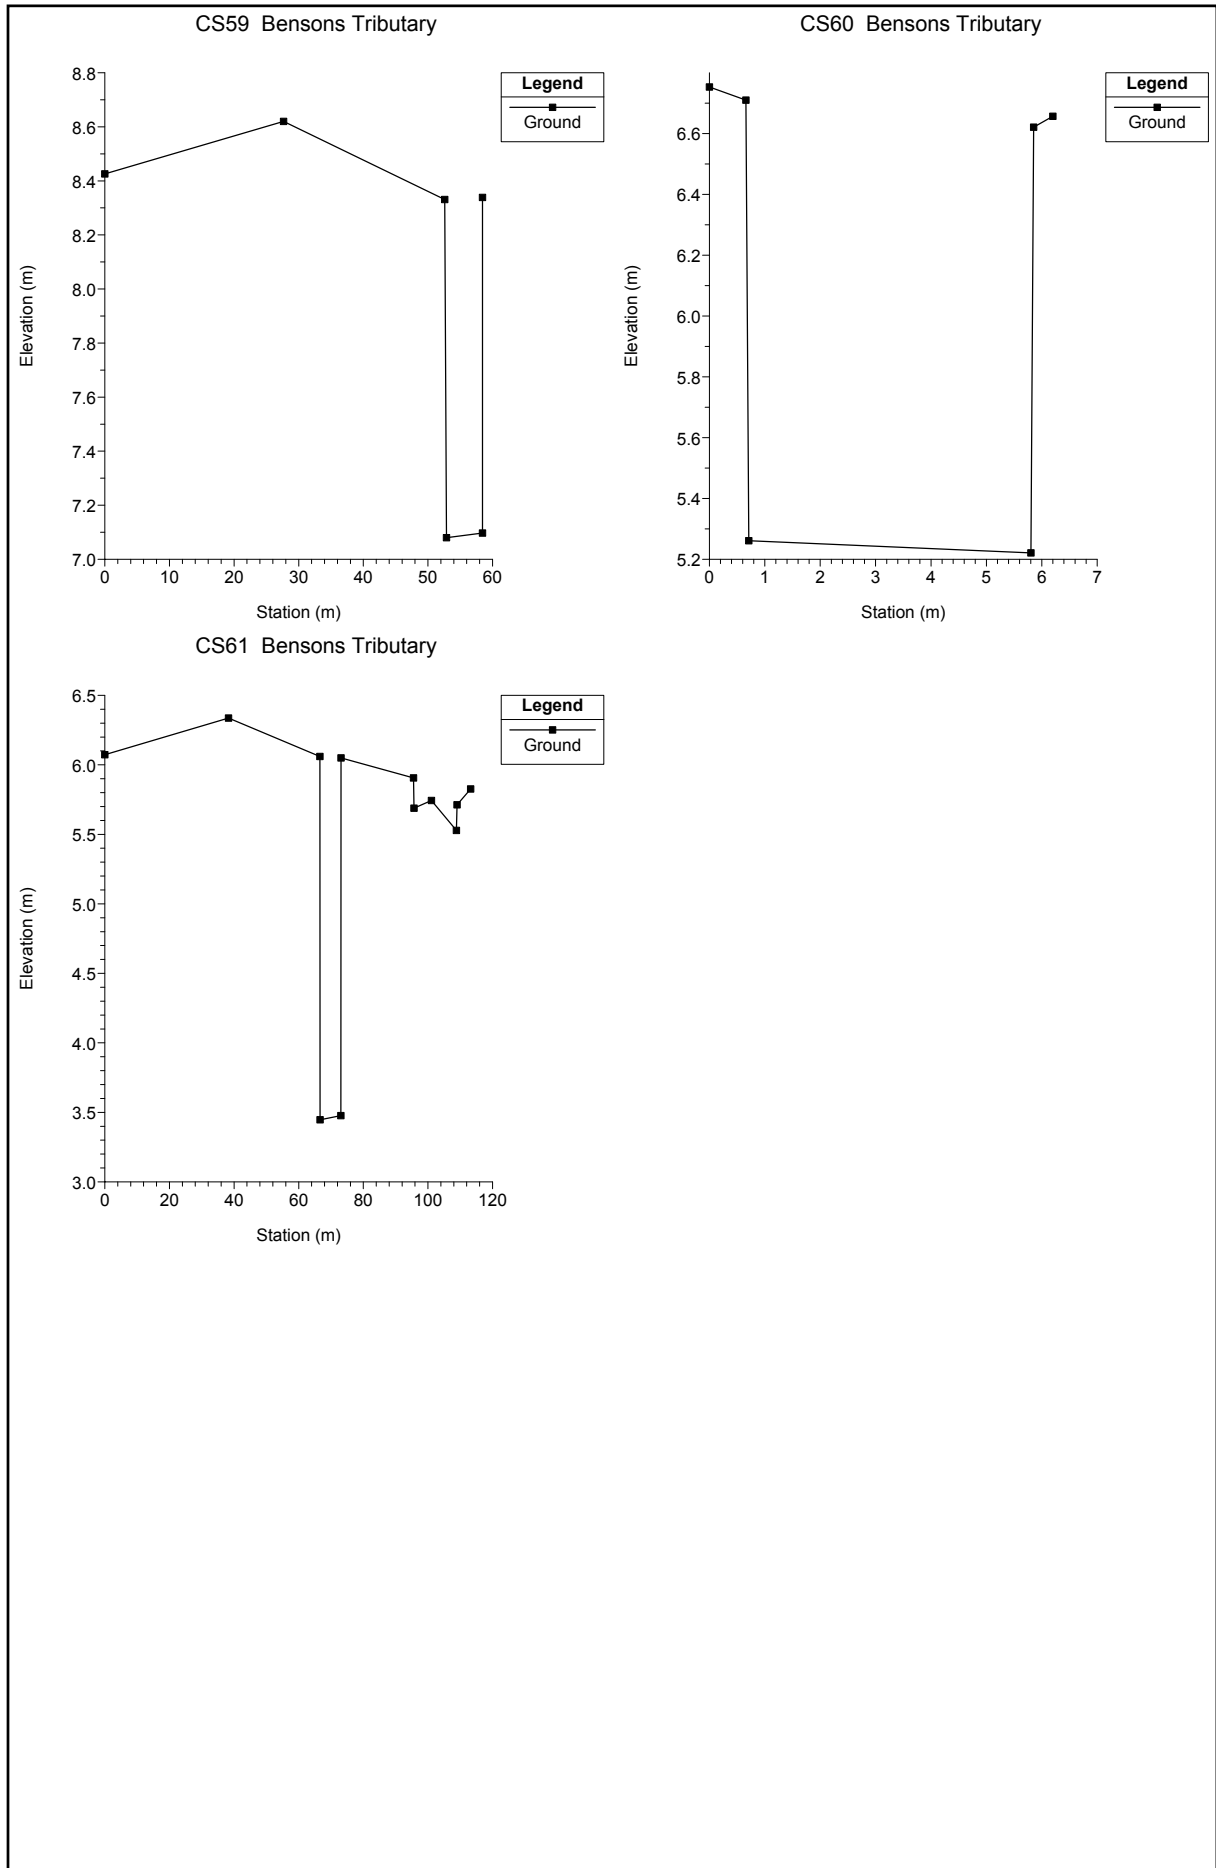 CS59 Bensons Tributary
8.8
8.6
8.4
8.2
8.0
7.8
7.6
7.4
7.2
7.0
Elevation (m)
0 10 20 30 40 50 60
Station (m)
Legend
Ground
CS60 Bensons Tributary
6.6
6.4
6.2
6.0
5.8
5.6
5.4
5.2
Elevation (m)
0 1 2 3 4 5 6 7
Station (m)
Legend
Ground
CS61 Bensons Tributary
6.5
6.0
5.5
5.0
4.5
4.0
3.5
3.0
Elevation (m)
0 20 40 60 80 100 120
Station (m)
Legend
Ground